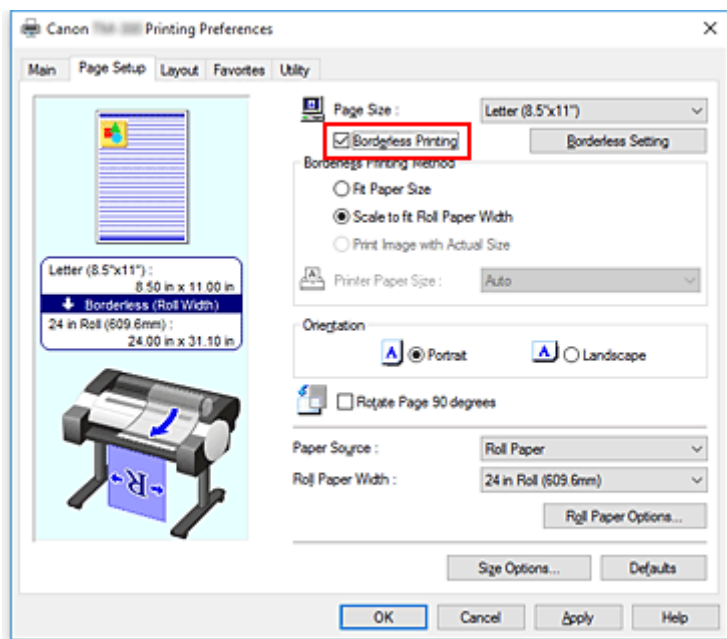 Canon Printing Preferences
Main Page Setup Layout Favorites Utility
Page Size : Letter (8.5"x11")
Borderless Printing Borderless Setting
Borderless Printing Method
Fit Paper Size
Scale to fit Roll Paper Width
Print Image with Actual Size
Printer Paper Size : Auto
Letter (8.5"x11") :
8.50 in x 11.00 in
Borderless (Roll Width)
24 in Roll (609.6mm) :
24.00 in x 31.10 in
Orientation
A Portrait A Landscape
Rotate Page 90 degrees
R
Paper Source : Roll Paper
Roll Paper Width : 24 in Roll (609.6mm)
Roll Paper Options...
Size Options... Defaults
OK Cancel Apply Help